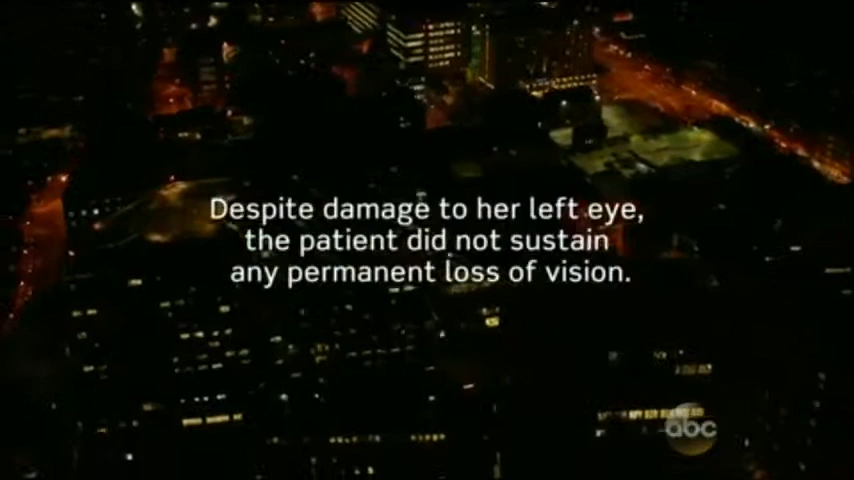 Despite damage to her left eye,
the patient did not sustain
any permanent loss of vision.
abc